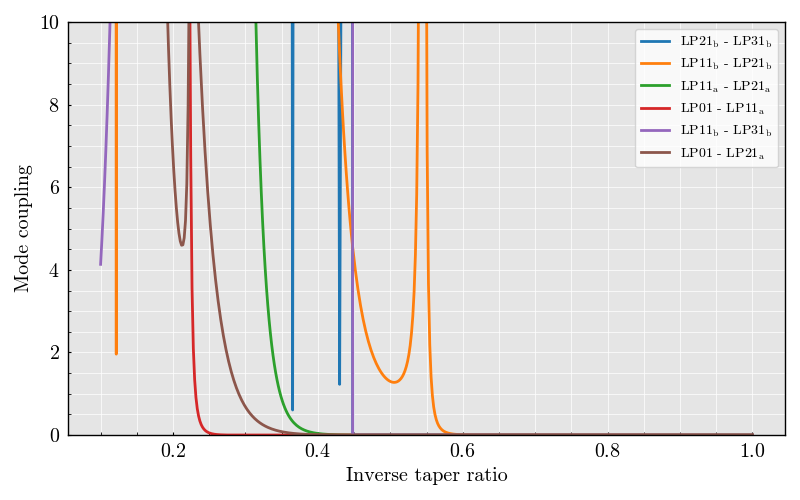 10
8
6
4
2
0
Mode coupling
LP21b - LP31b
LP11b - LP21b
LP11a - LP21a
LP01 - LP11a
LP11b - LP31b
LP01 - LP21a
0.2 0.4 0.6 0.8 1.0
Inverse taper ratio